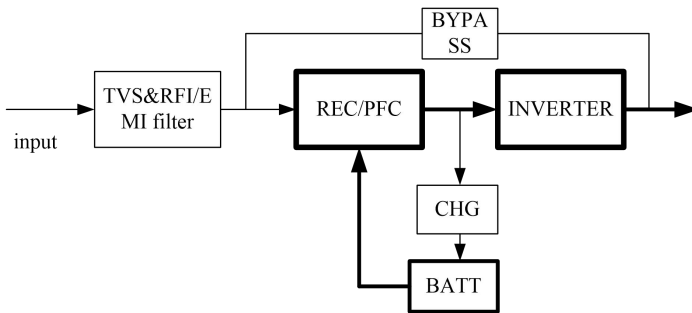 BYPA
SS
TVS&RFI/E
MI filter
REC/PFC
INVERTER
input
CHG
BATT